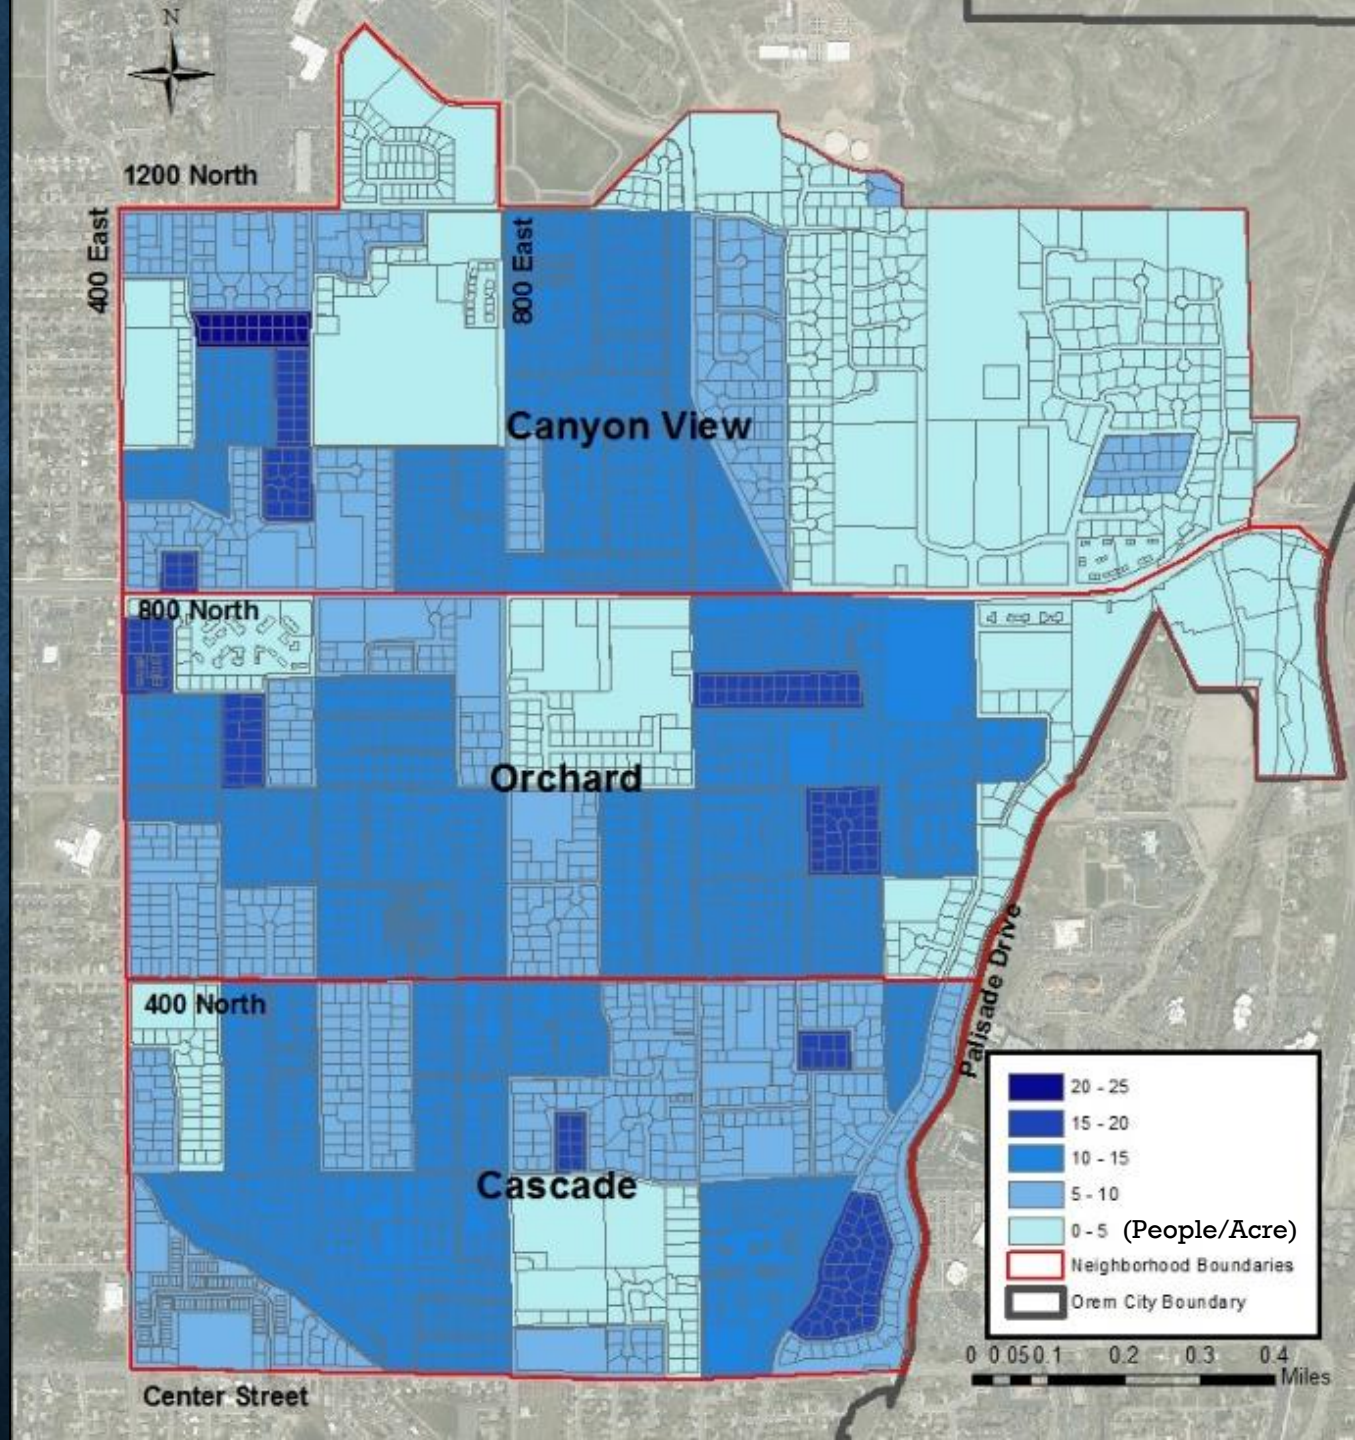 N
1200 North
400 East
800 East
Canyon View
800 North
Orchard
Palisade Drive
400 North
Cascade
Center Street
20 - 25
15 - 20
10 - 15
5 - 10
0 - 5 (People/Acre)
Neighborhood Boundaries
Orem City Boundary
0 0.05 0.1 0.2 0.3 0.4
Miles